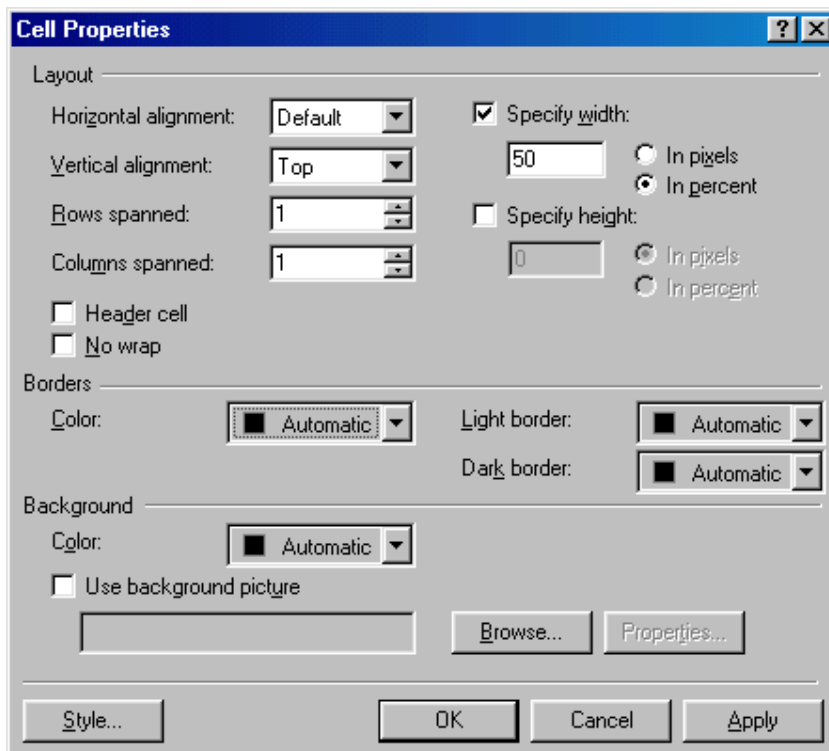 Cell Properties
Layout
Horizontal alignment: Default
Specify width:
Vertical alignment: Top
50
In pixels
In percent
Rows spanned: 1
Specify height:
Columns spanned: 1
0
In pixels
In percent
Header cell
No wrap
Borders
Color: Automatic
Light border: Automatic
Dark border: Automatic
Background
Color: Automatic
Use background picture
Browse... Properties...
Style... OK Cancel Apply